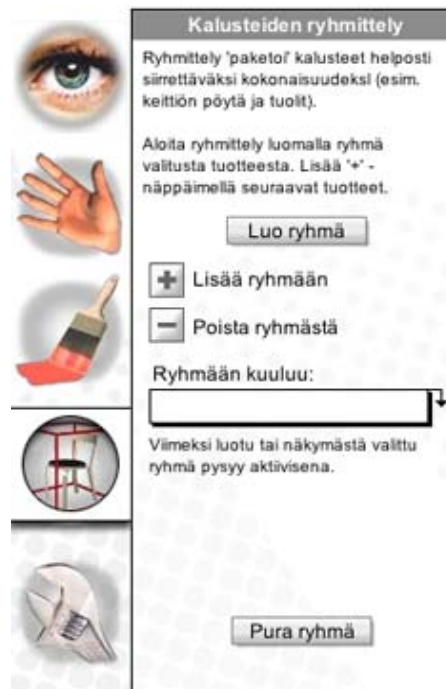 Kalusteiden ryhmittely
Ryhmittely 'paketoi' kalusteet helposti
siirrettäväksi kokonaisuudeksI (esim.
keittiön pöytä ja tuolit).
Aloita ryhmittely luomalla ryhmä
valitusta tuotteesta. Lisää '+' -
näppäimellä seuraavat tuotteet.
Luo ryhmä
+ Lisää ryhmään
− Poista ryhmästä
Ryhmään kuuluu:
Viimeksi luotu tai näkymästä valittu
ryhmä pysyy aktiivisena.
Pura ryhmä